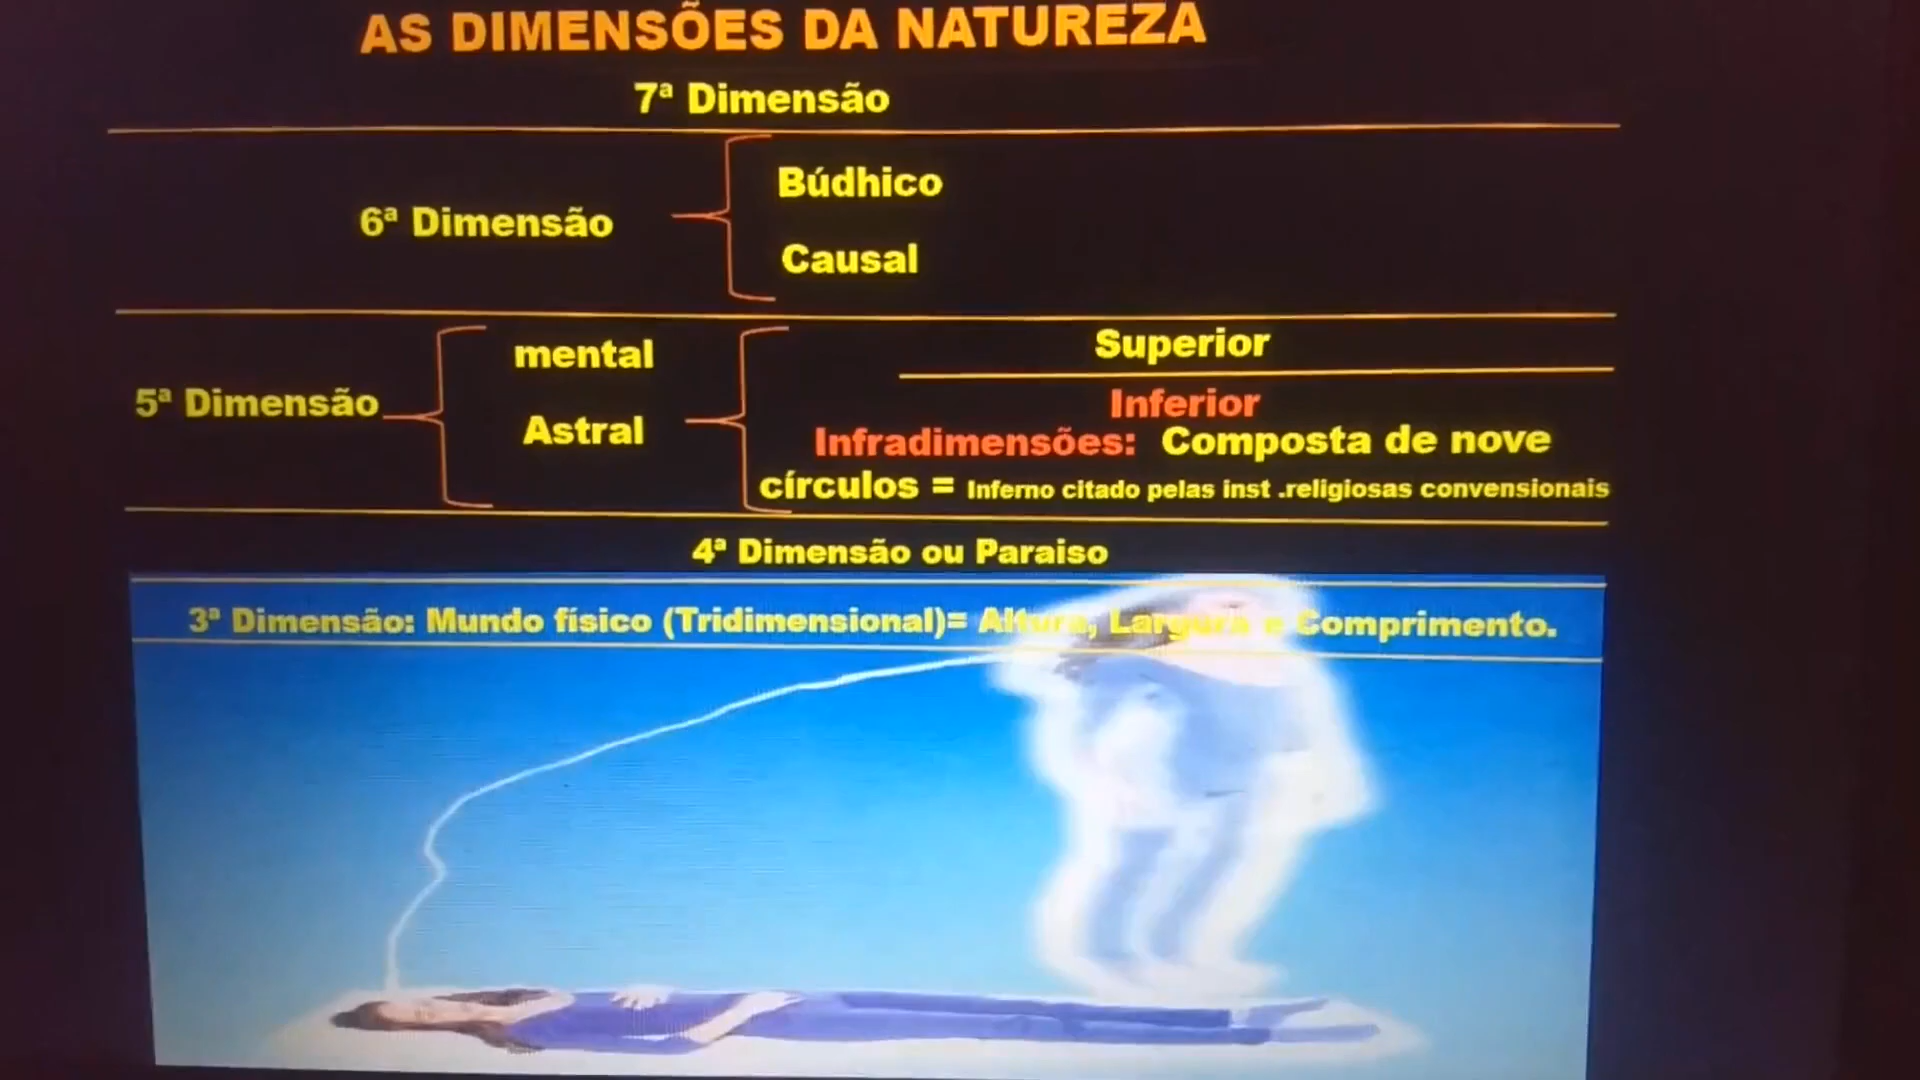 AS DIMENSÕES DA NATUREZA
7ª Dimensão
6ª Dimensão
Búdhico
Causal
5ª Dimensão
mental
Astral
Superior
Inferior
Infradimensões: Composta de nove
círculos = Inferno citado pelas inst .religiosas convensionais
4ª Dimensão ou Paraiso
3ª Dimensão: Mundo físico (Tridimensional)= Altura, Largura e Comprimento.